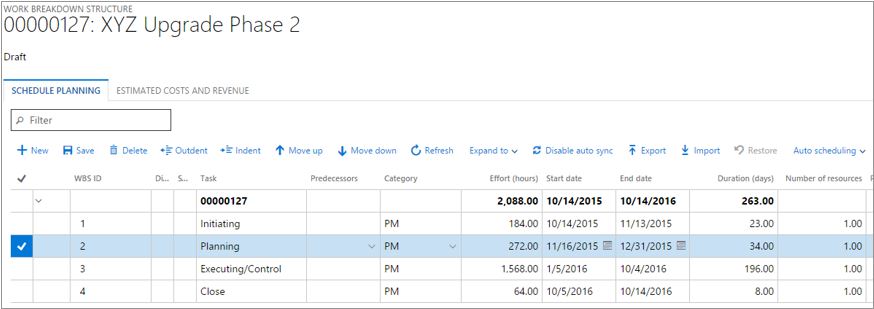 WORK BREAKDOWN STRUCTURE
00000127: XYZ Upgrade Phase 2
Draft
SCHEDULE PLANNING ESTIMATED COSTS AND REVENUE
Filter
New Save Delete Outdent Indent Move up Move down Refresh Expand to Disable auto sync Export Import Restore Auto scheduling
WBS ID Di... S... Task Predecessors Category Effort (hours) Start date End date Duration (days) Number of resources
00000127 2,088.00 10/14/2015 10/14/2016 263.00
1 Initiating PM 184.00 10/14/2015 11/13/2015 23.00 1.00
2 Planning PM 272.00 11/16/2015 12/31/2015 34.00 1.00
3 Executing/Control PM 1,568.00 1/5/2016 10/4/2016 196.00 1.00
4 Close PM 64.00 10/5/2016 10/14/2016 8.00 1.00